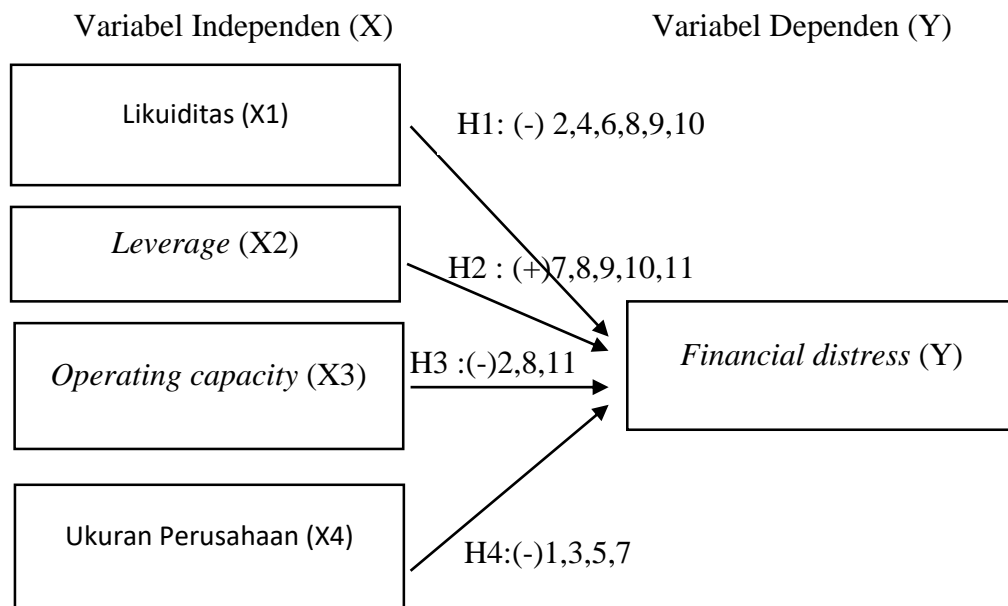 Variabel Independen (X)
Variabel Dependen (Y)
Likuiditas (X1)
H1: (-) 2,4,6,8,9,10
Leverage (X2)
H2 : (+)7,8,9,10,11
Operating capacity (X3)
H3 :(-)2,8,11
Financial distress (Y)
Ukuran Perusahaan (X4)
H4:(-)1,3,5,7